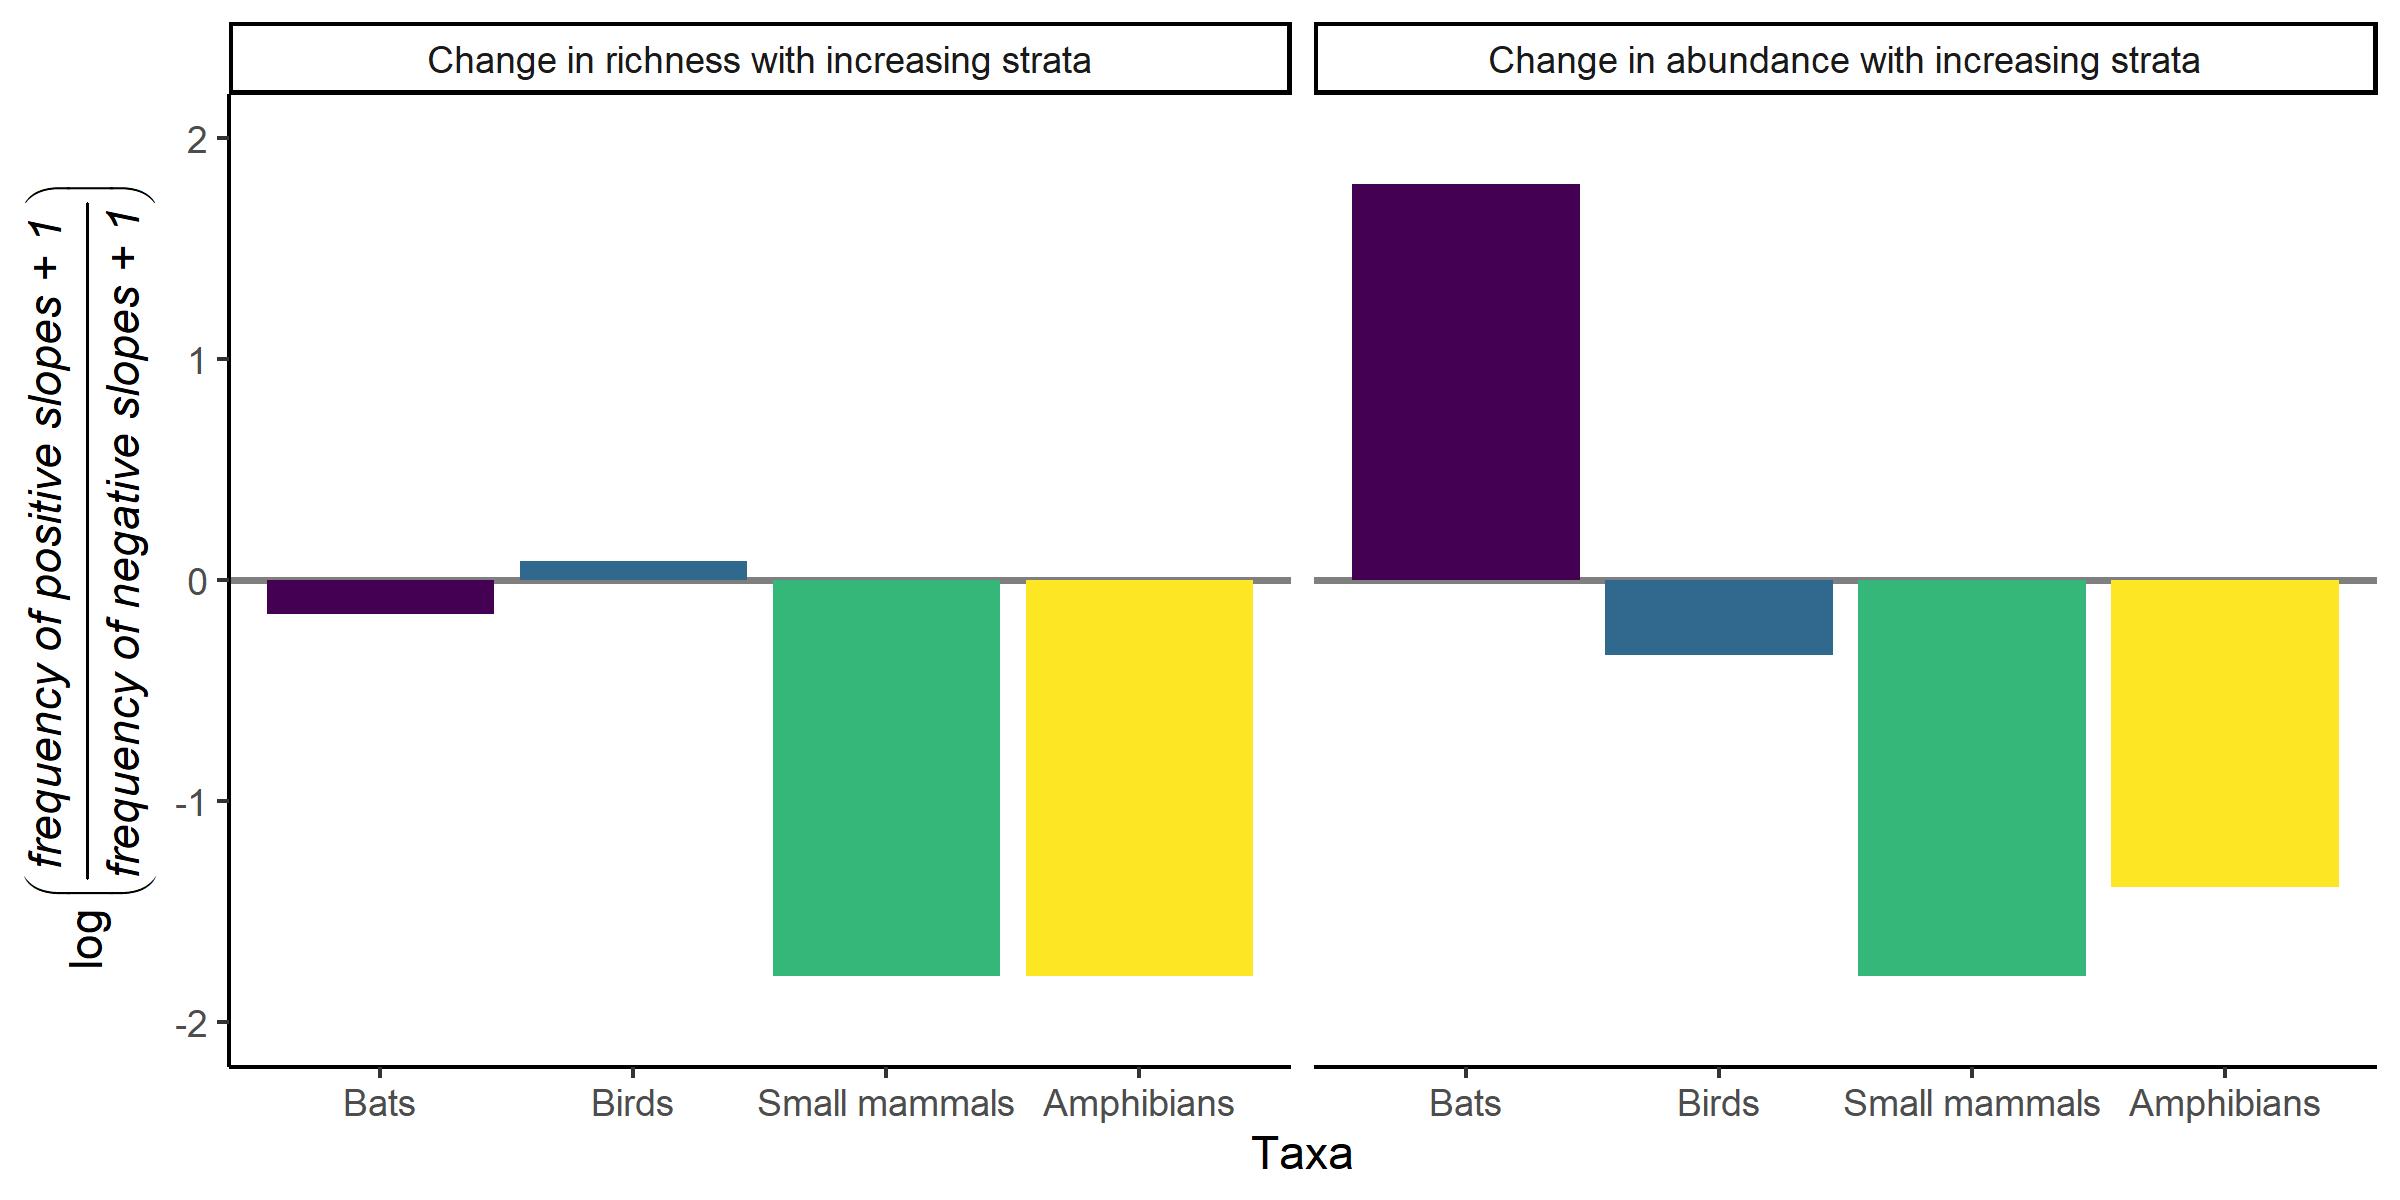 Change in richness with increasing strata
Change in abundance with increasing strata
log
frequency of positive slopes + 1
frequency of negative slopes + 1
2
1
0
-1
-2
Bats
Birds
Small mammals
Amphibians
Bats
Birds
Small mammals
Amphibians
Taxa